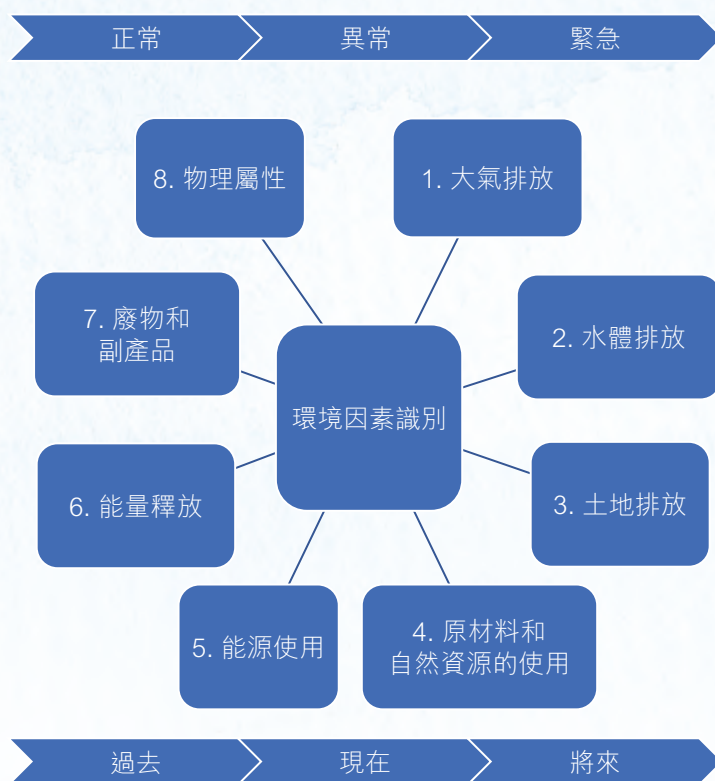 正常
異常
緊急
8. 物理屬性
1. 大氣排放
7. 廢物和
副產品
2. 水體排放
環境因素識別
6. 能量釋放
3. 土地排放
5. 能源使用
4. 原材料和
自然資源的使用
過去
現在
將來